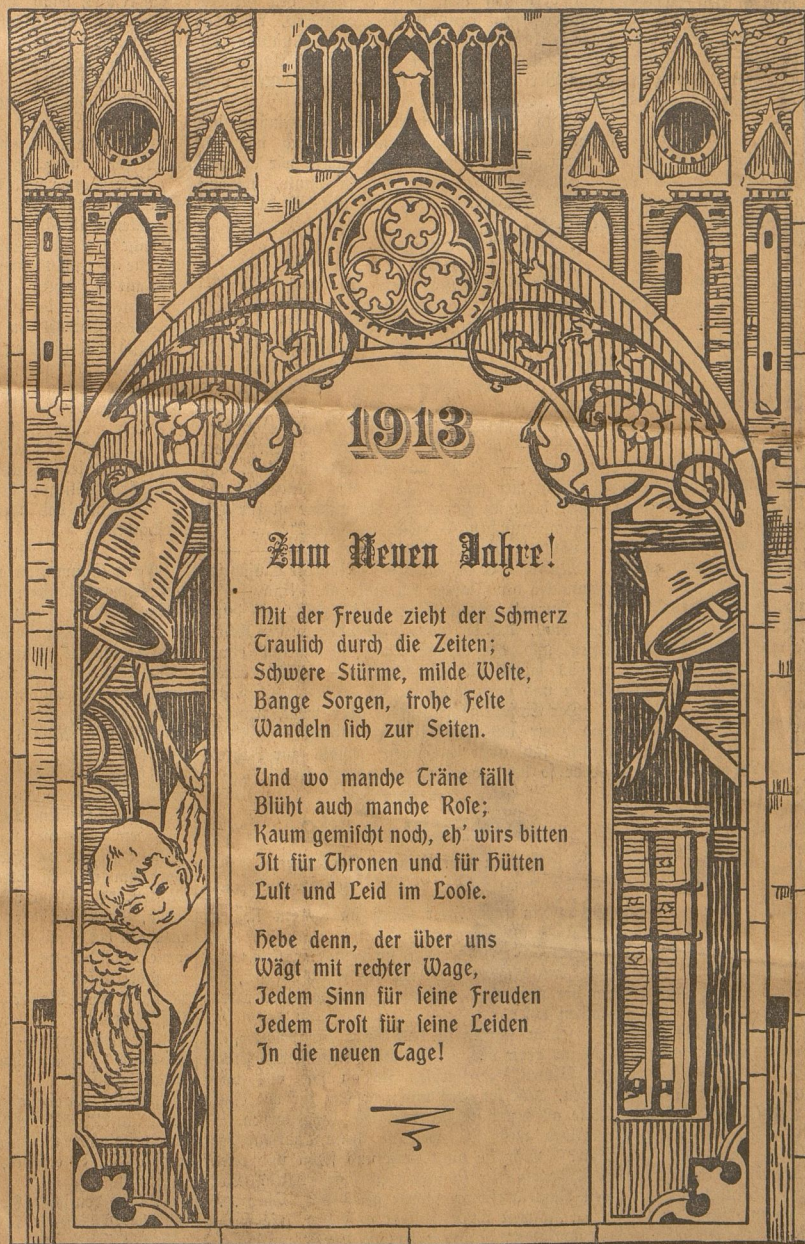 1913
Zum Neuen Jahre!
Mit der Freude zieht der Schmerz
Traulich durch die Zeiten;
Schwere Stürme, milde Weſte,
Bange Sorgen, frohe Feſte
Wandeln ſich zur Seiten.
Und wo manche Träne fällt
Blüht auch manche Roſe;
Kaum gemiſcht noch, eh' wirs bitten
Iſt für Thronen und für Hütten
Luſt und Leid im Looſe.
Hebe denn, der über uns
Wägt mit rechter Wage,
Jedem Sinn für ſeine Freuden
Jedem Troſt für ſeine Leiden
In die neuen Tage!